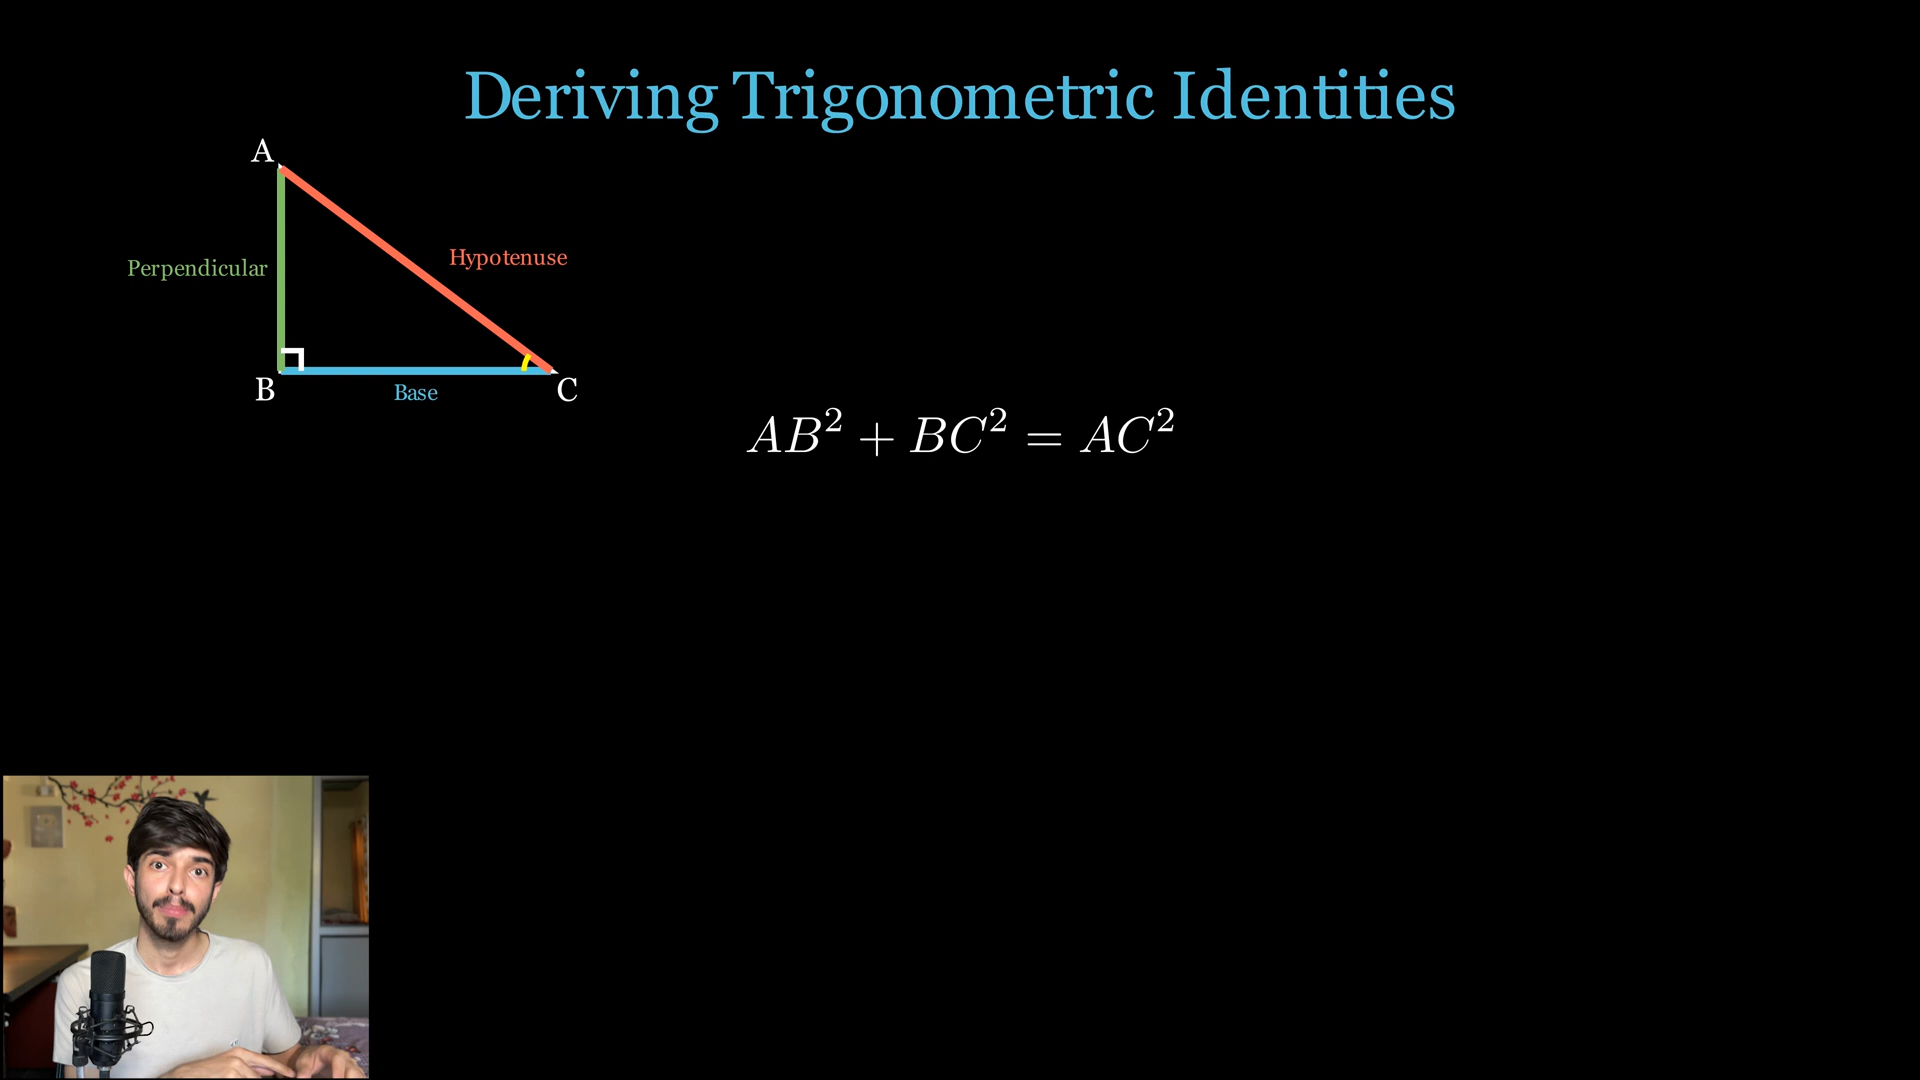 Deriving Trigonometric Identities
A
Perpendicular
Hypotenuse
B
Base
C
AB² + BC² = AC²